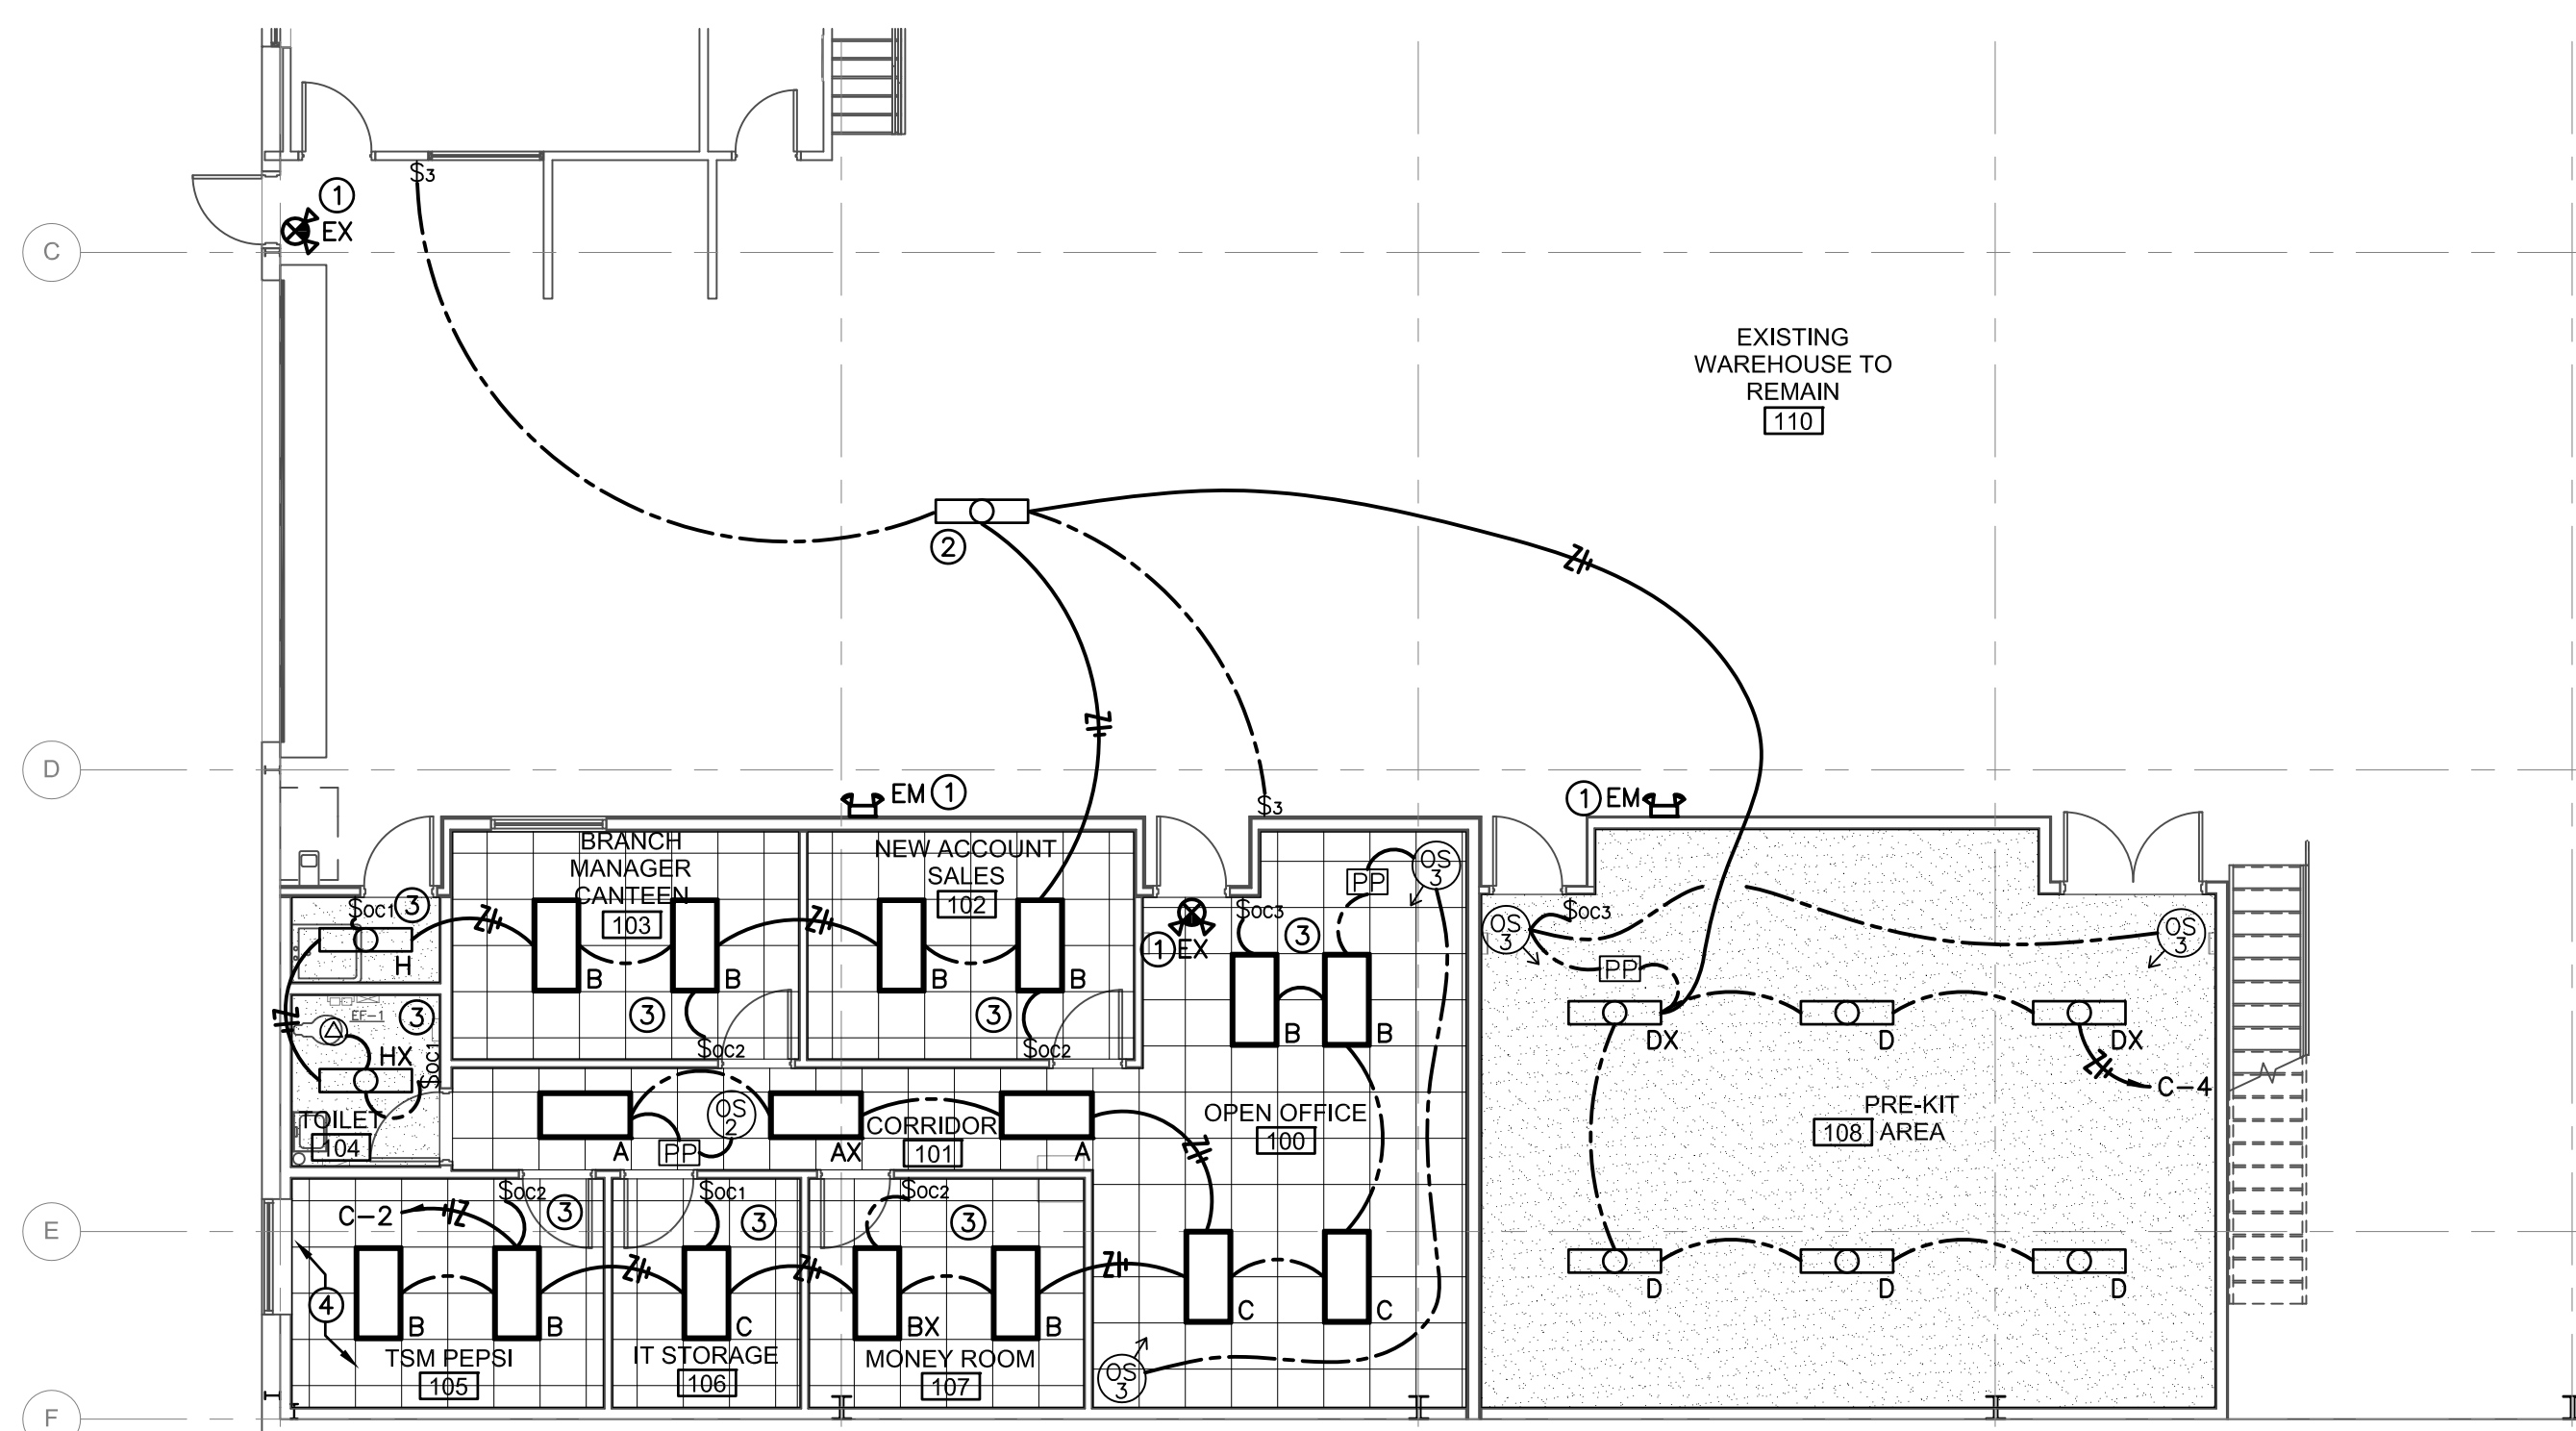 $3
①
EX
C
EXISTING
WAREHOUSE TO
REMAIN
110
②
D
EM ①
$3
① EM
BRANCH
MANAGER
CANTEEN
103
NEW ACCOUNT
SALES
102
PP
OS
3
$OC1 ③
H
B
B
③
$OC2
B
B
③
$OC2
① EX
$OC3
③
B
B
OS
3
$OC3
PP
OS
3
DX
D
DX
C-4
EF-1
③
HX
$OC1
TOILET
104
A
OS
2
PP
AX
CORRIDOR
101
A
OPEN OFFICE
100
PRE-KIT
108 AREA
E
C-2
$OC2
③
$OC1
③
$OC2
③
④
B
B
C
BX
B
C
C
D
D
D
TSM PEPSI
105
IT STORAGE
106
MONEY ROOM
107
OS
3
F